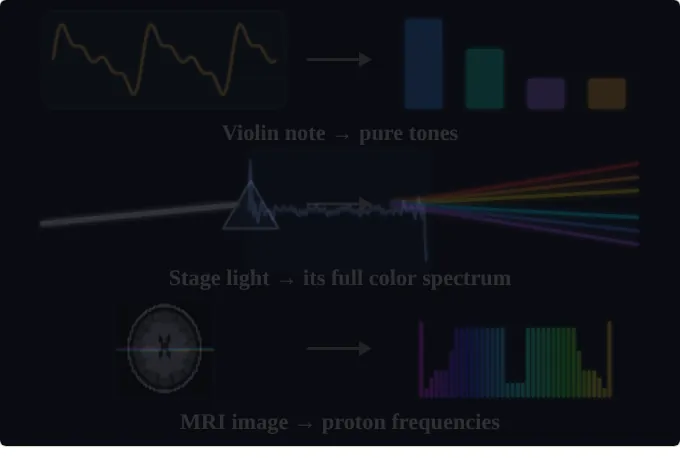 Violin note → pure tones
Stage light → its full color spectrum
MRI image → proton frequencies